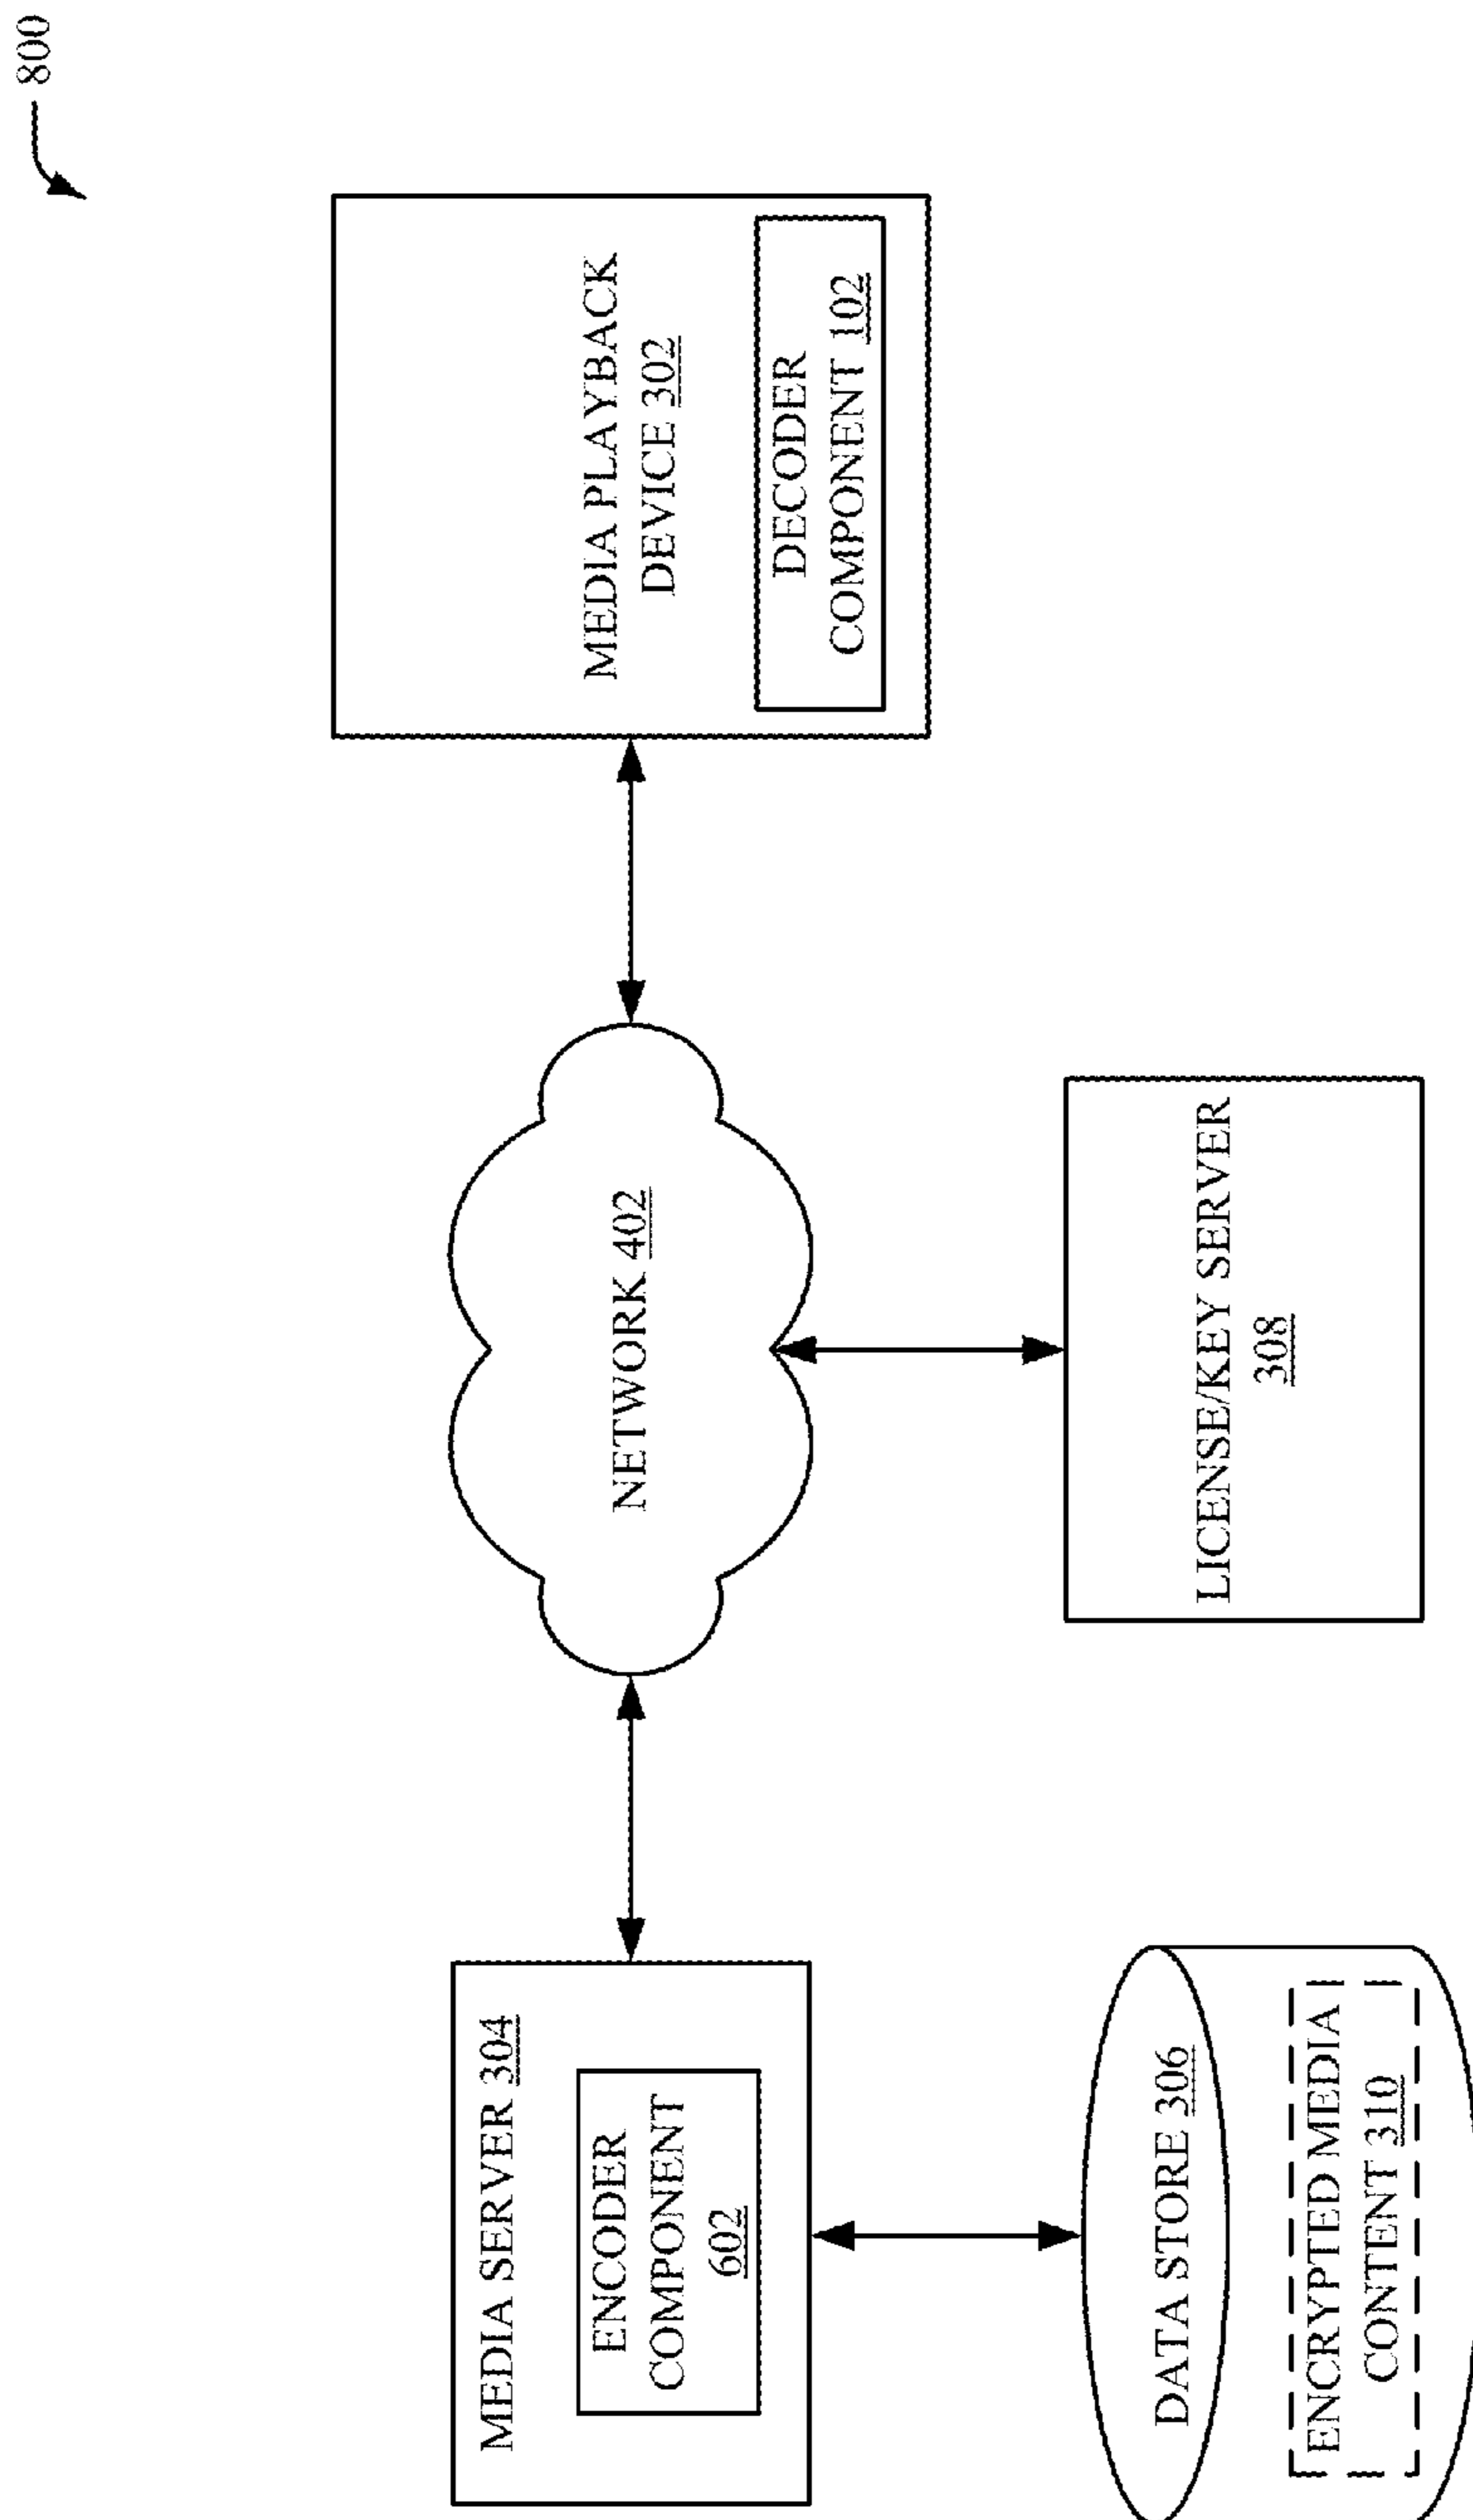 800
MEDIA SERVER 304
ENCODER
COMPONENT
602
NETWORK 402
MEDIA PLAYBACK
DEVICE 302
DECODER
COMPONENT 102
DATA STORE 306
ENCRYPTED MEDIA
CONTENT 310
LICENSE/KEY SERVER
308